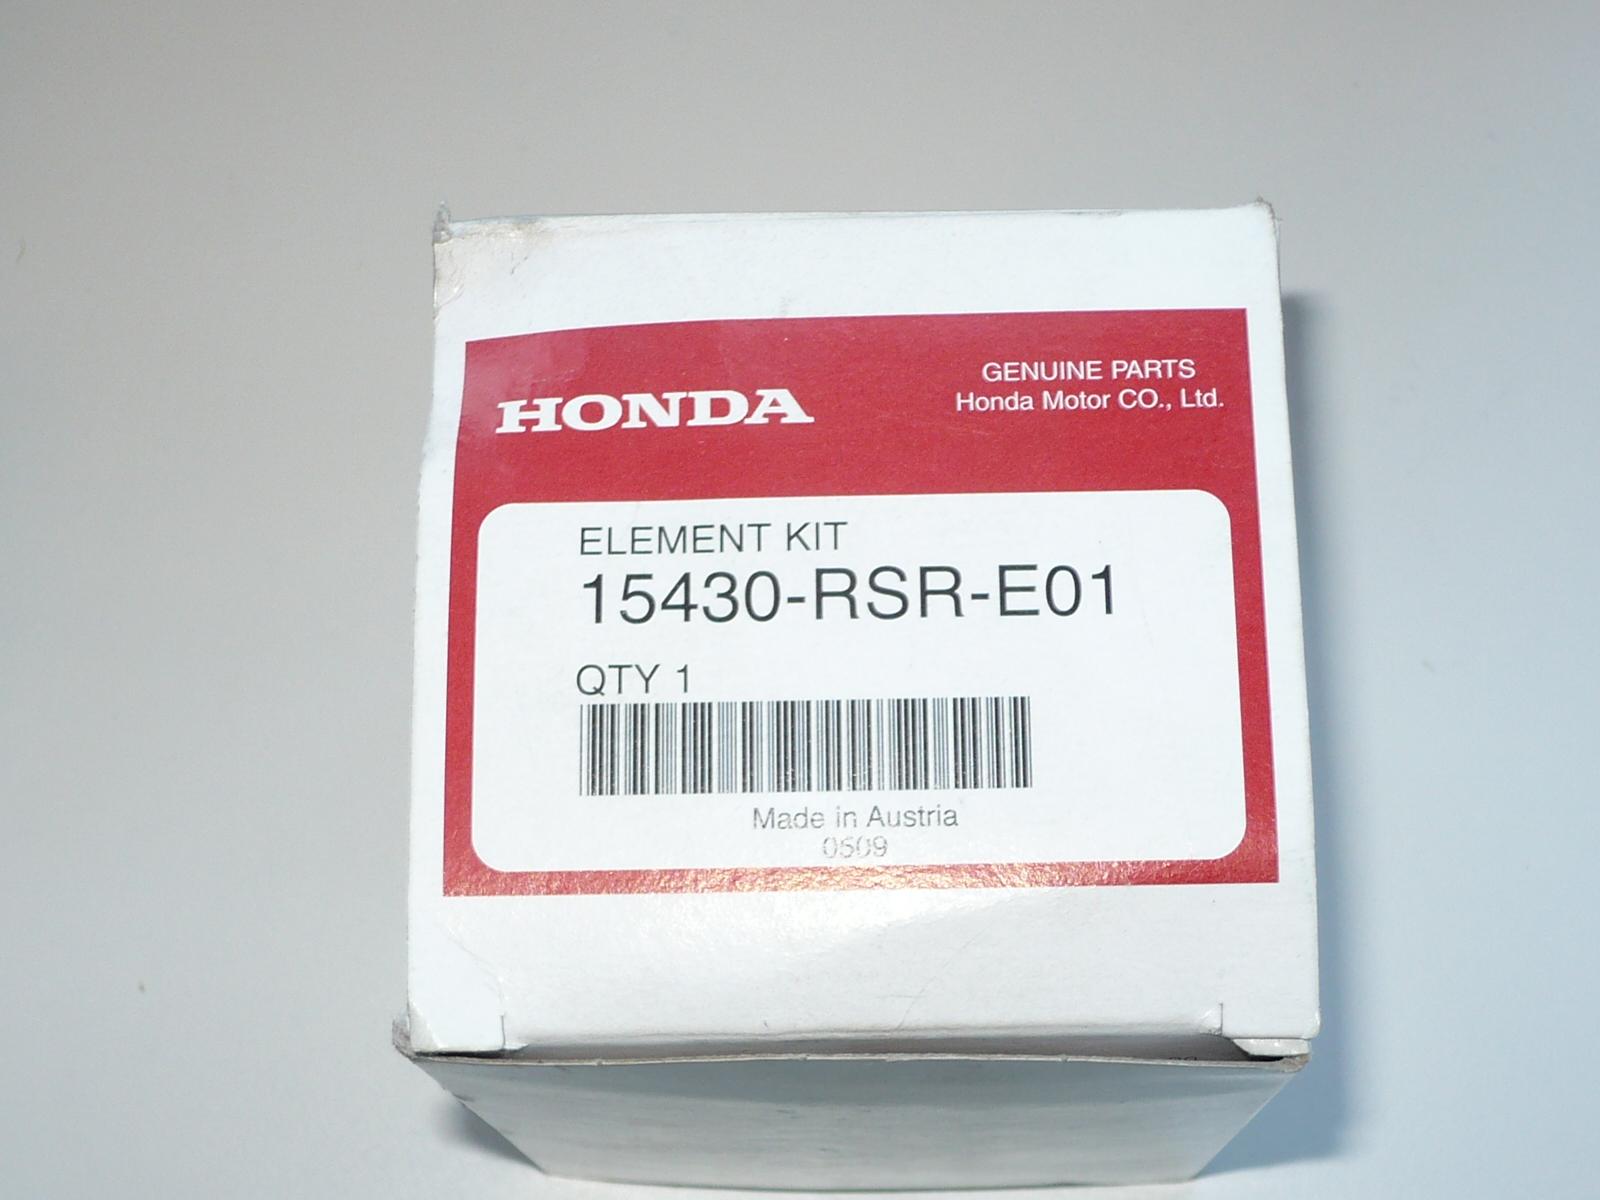 HONDA
GENUINE PARTS
Honda Motor CO., Ltd.
ELEMENT KIT
15430-RSR-E01
QTY 1
Made in Austria
0509